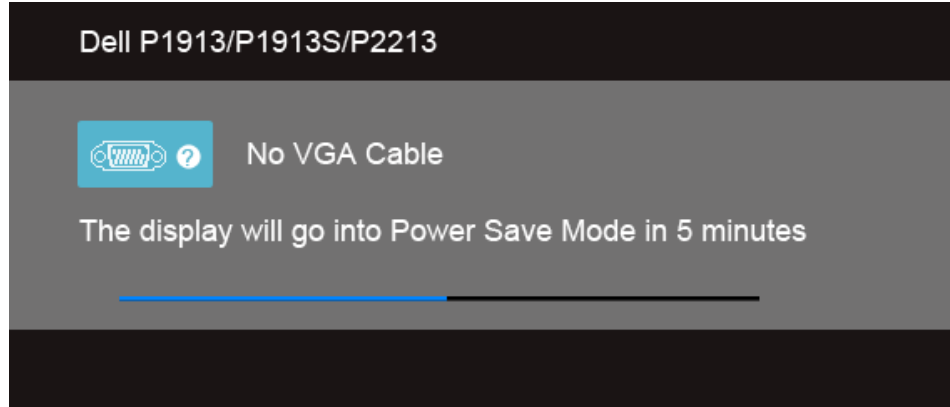 Dell P1913/P1913S/P2213
? No VGA Cable
The display will go into Power Save Mode in 5 minutes